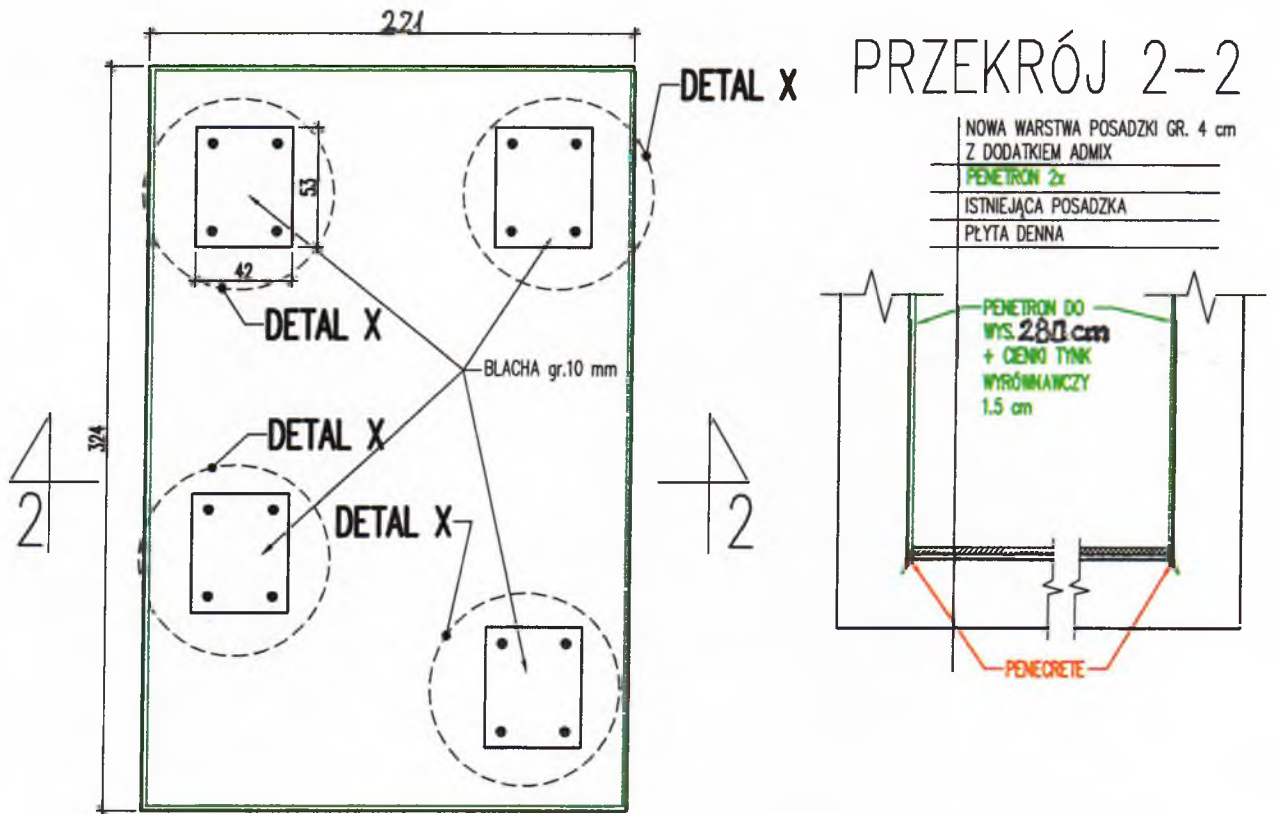 221
DETAL X
53
42
DETAL X
BLACHA gr.10 mm
324
DETAL X
DETAL X
2
2
PRZEKRÓJ 2-2
NOWA WARSTWA POSADZKI GR. 4 cm
Z DODATKIEM ADMIX
PENETRON 2x
ISTNIEJĄCA POSADZKA
PŁYTA DENNA
PENETRON DO
WYS. 280 cm
+ CIENKI TYNK
WYRÓWNAWCZY
1.5 cm
PENECRETE